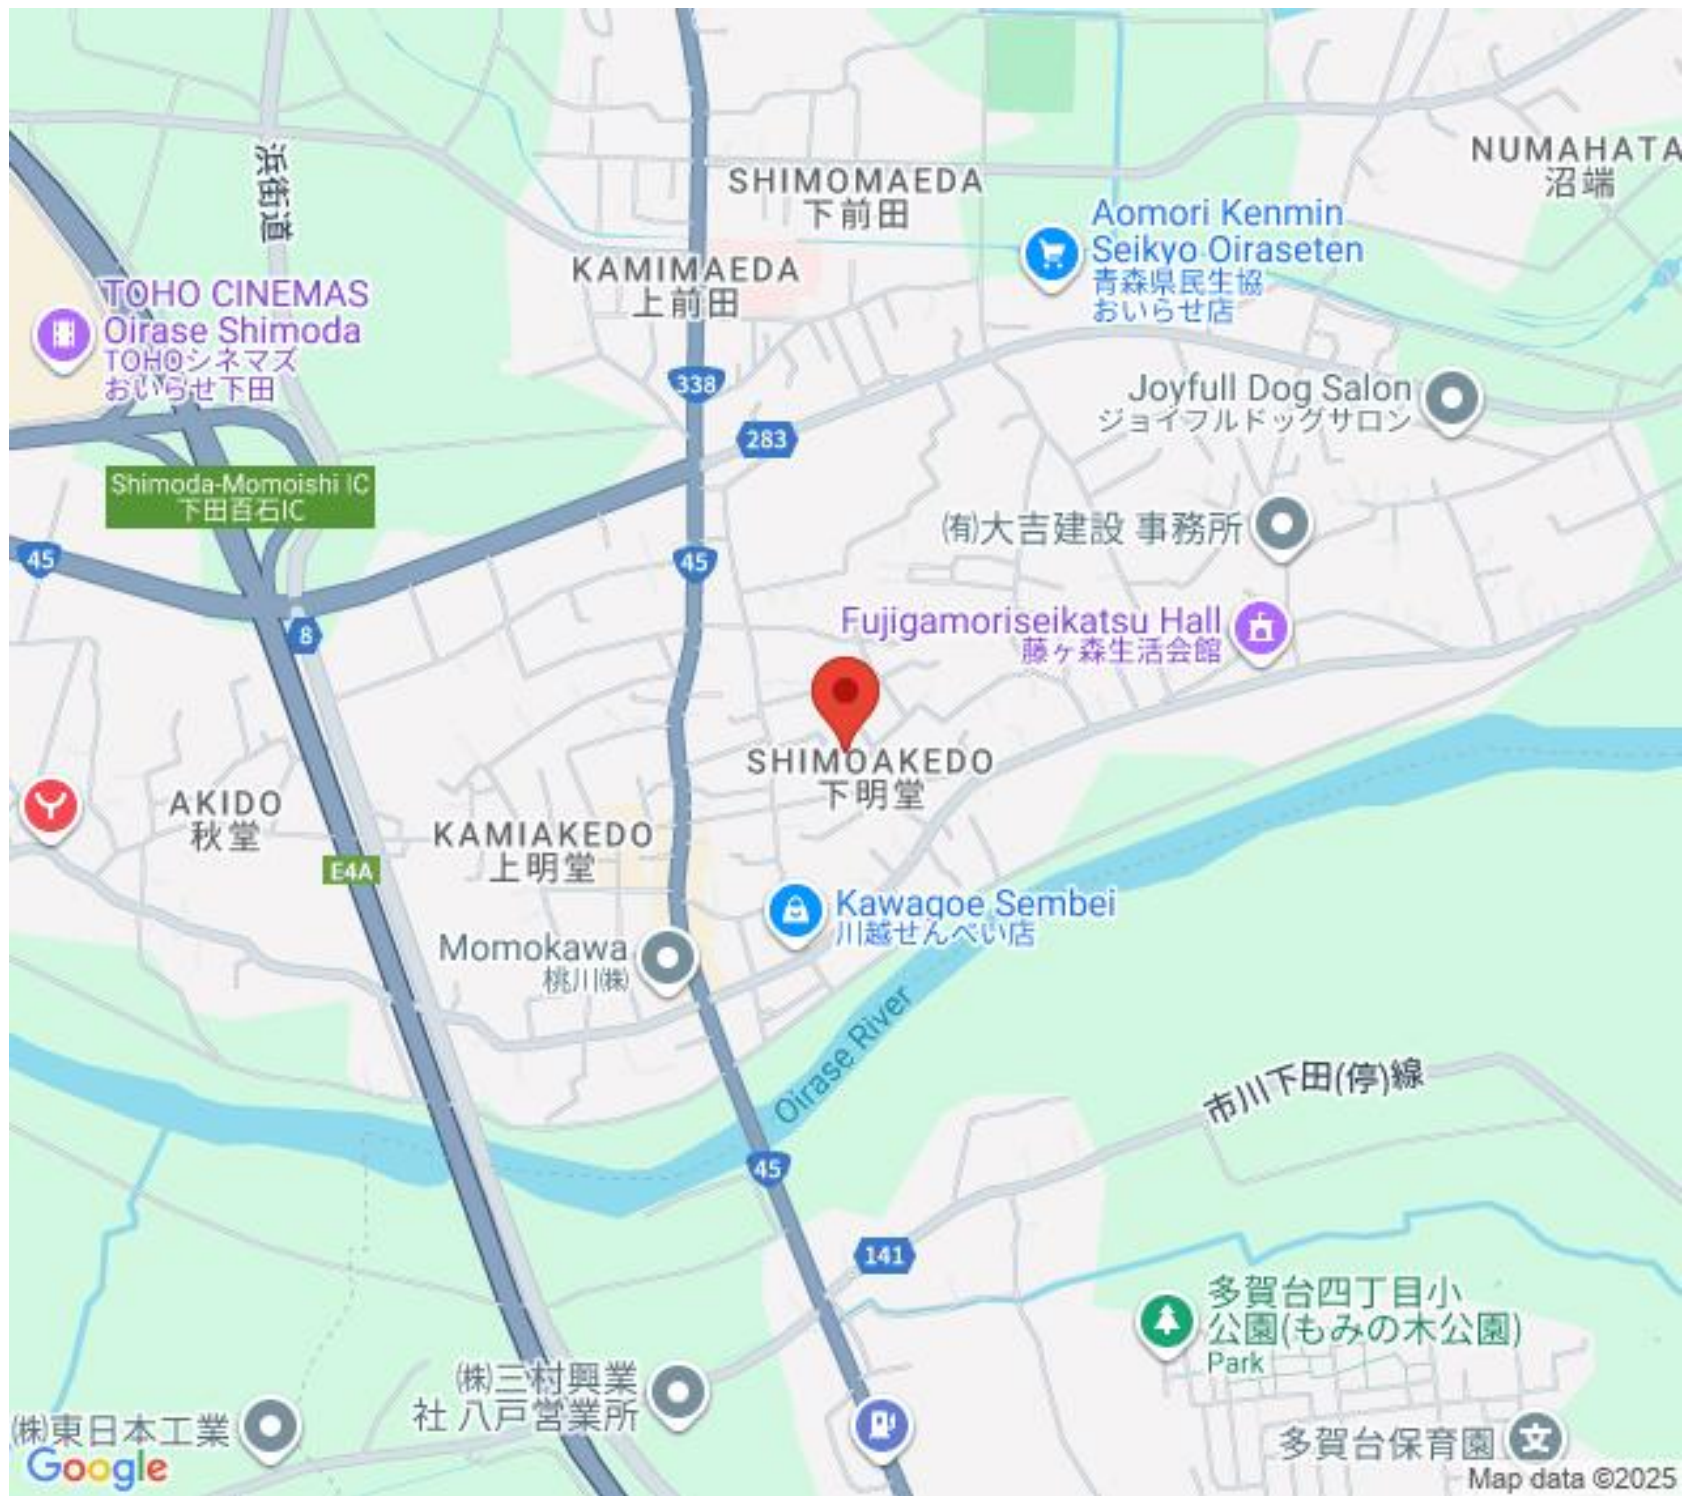 浜街道
NUMAHATA
沼端
SHIMOMAEDA
下前田
Aomori Kenmin
Seikyo Oiraseten
青森県民生協
おいらせ店
KAMIMAEDA
上前田
TOHO CINEMAS
Oirase Shimoda
TOHOシネマズ
おいらせ下田
338
Joyfull Dog Salon
ジョイフルドッグサロン
283
Shimoda-Momoishi IC
下田百石IC
㈲大吉建設 事務所
45
45
Fujigamoriseikatsu Hall
藤ヶ森生活会館
8
SHIMOAKEDO
下明堂
AKIDO
秋堂
KAMIAKEDO
上明堂
E4A
Kawagoe Sembei
川越せんべい店
Momokawa
桃川㈱
Oirase River
市川下田(停)線
45
141
多賀台四丁目小
公園(もみの木公園)
Park
㈱三村興業
社 八戸営業所
㈱東日本工業
多賀台保育園
Google
Map data ©2025